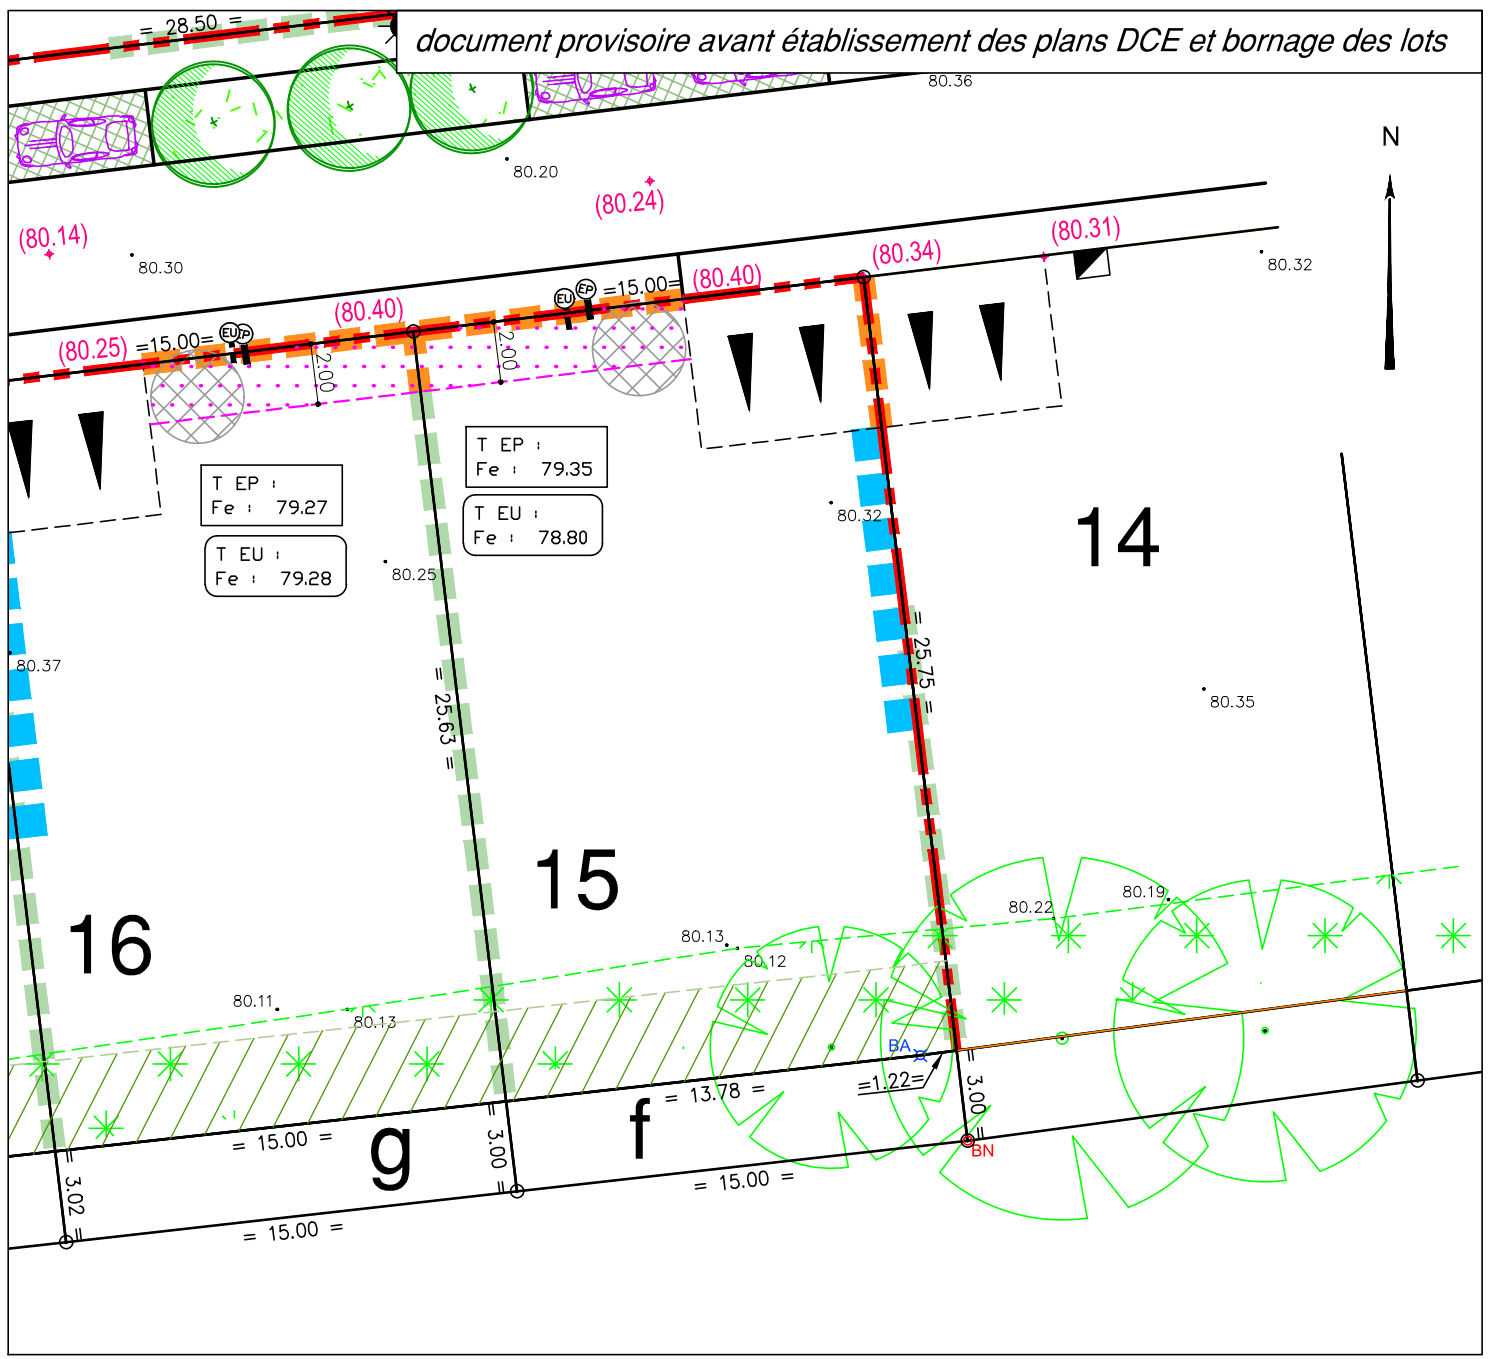 = 28.50 =
document provisoire avant établissement des plans DCE et bornage des lots
80.36
N
80.20
(80.24)
(80.14)
80.30
(80.31)
(80.34)
80.32
(80.40)
=15.00=
EP
EU
(80.40)
EU
EP
=15.00=
(80.25)
2.00
2.00
T EP :
Fe : 79.35
T EP :
Fe : 79.27
T EU :
Fe : 78.80
80.32
14
T EU :
Fe : 79.28
80.25
80.37
= 25.75 =
80.35
= 25.63 =
15
80.19
80.22
16
80.13
80.12
80.11
80.13
BA
=1.22=
= 13.78 =
= 3.00 =
f
= 15.00 =
g
= 3.00 =
BN
= 3.02 =
= 15.00 =
= 15.00 =